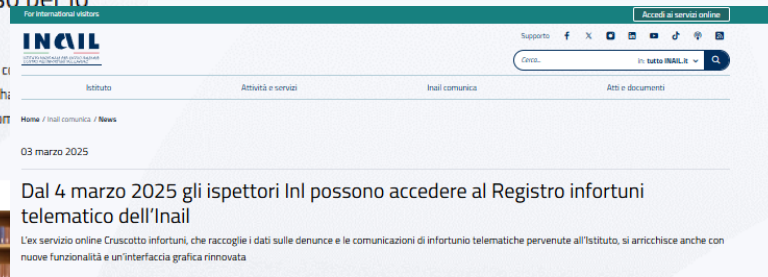 so per lo
For international visitors
Accedi ai servizi online
INAIL
Supporto
Cerca...
in: tutto INAIL.it
Istituto
Attività e servizi
Inail comunica
Atti e documenti
Home / Inail comunica / News
03 marzo 2025
Dal 4 marzo 2025 gli ispettori Inl possono accedere al Registro infortuni
telematico dell'Inail
L'ex servizio online Cruscotto infortuni, che raccoglie i dati sulle denunce e le comunicazioni di infortunio telematiche pervenute all'Istituto, si arricchisce anche con
nuove funzionalità e un'interfaccia grafica rinnovata